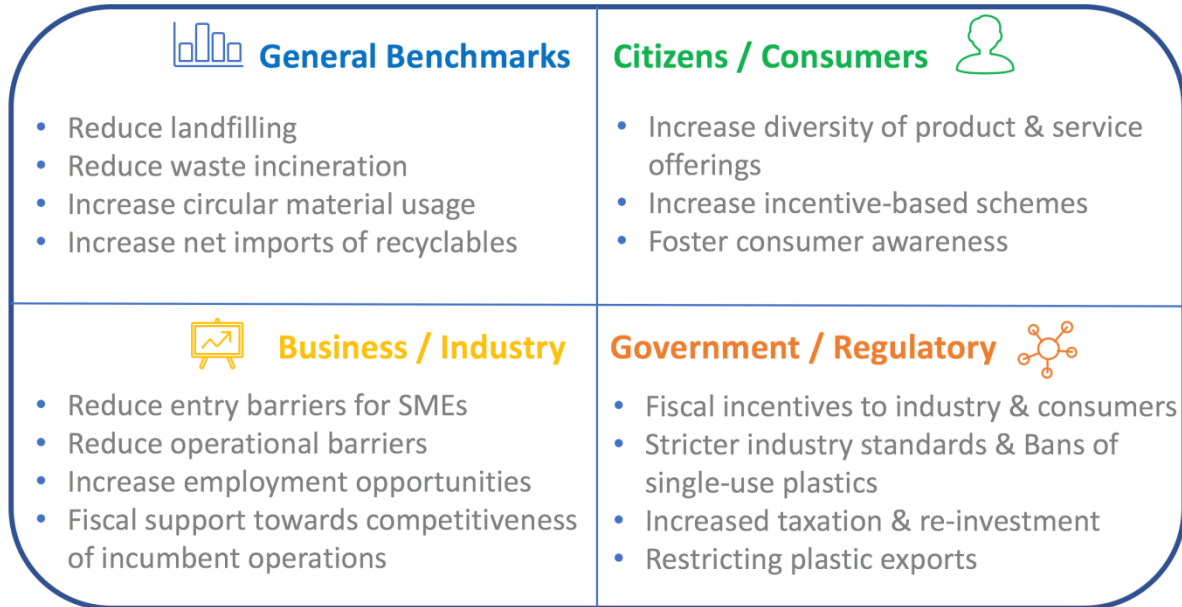 General Benchmarks
• Reduce landfilling
• Reduce waste incineration
• Increase circular material usage
• Increase net imports of recyclables
Citizens / Consumers
• Increase diversity of product & service
offerings
• Increase incentive-based schemes
• Foster consumer awareness
Business / Industry
• Reduce entry barriers for SMEs
• Reduce operational barriers
• Increase employment opportunities
• Fiscal support towards competitiveness
of incumbent operations
Government / Regulatory
• Fiscal incentives to industry & consumers
• Stricter industry standards & Bans of
single-use plastics
• Increased taxation & re-investment
• Restricting plastic exports